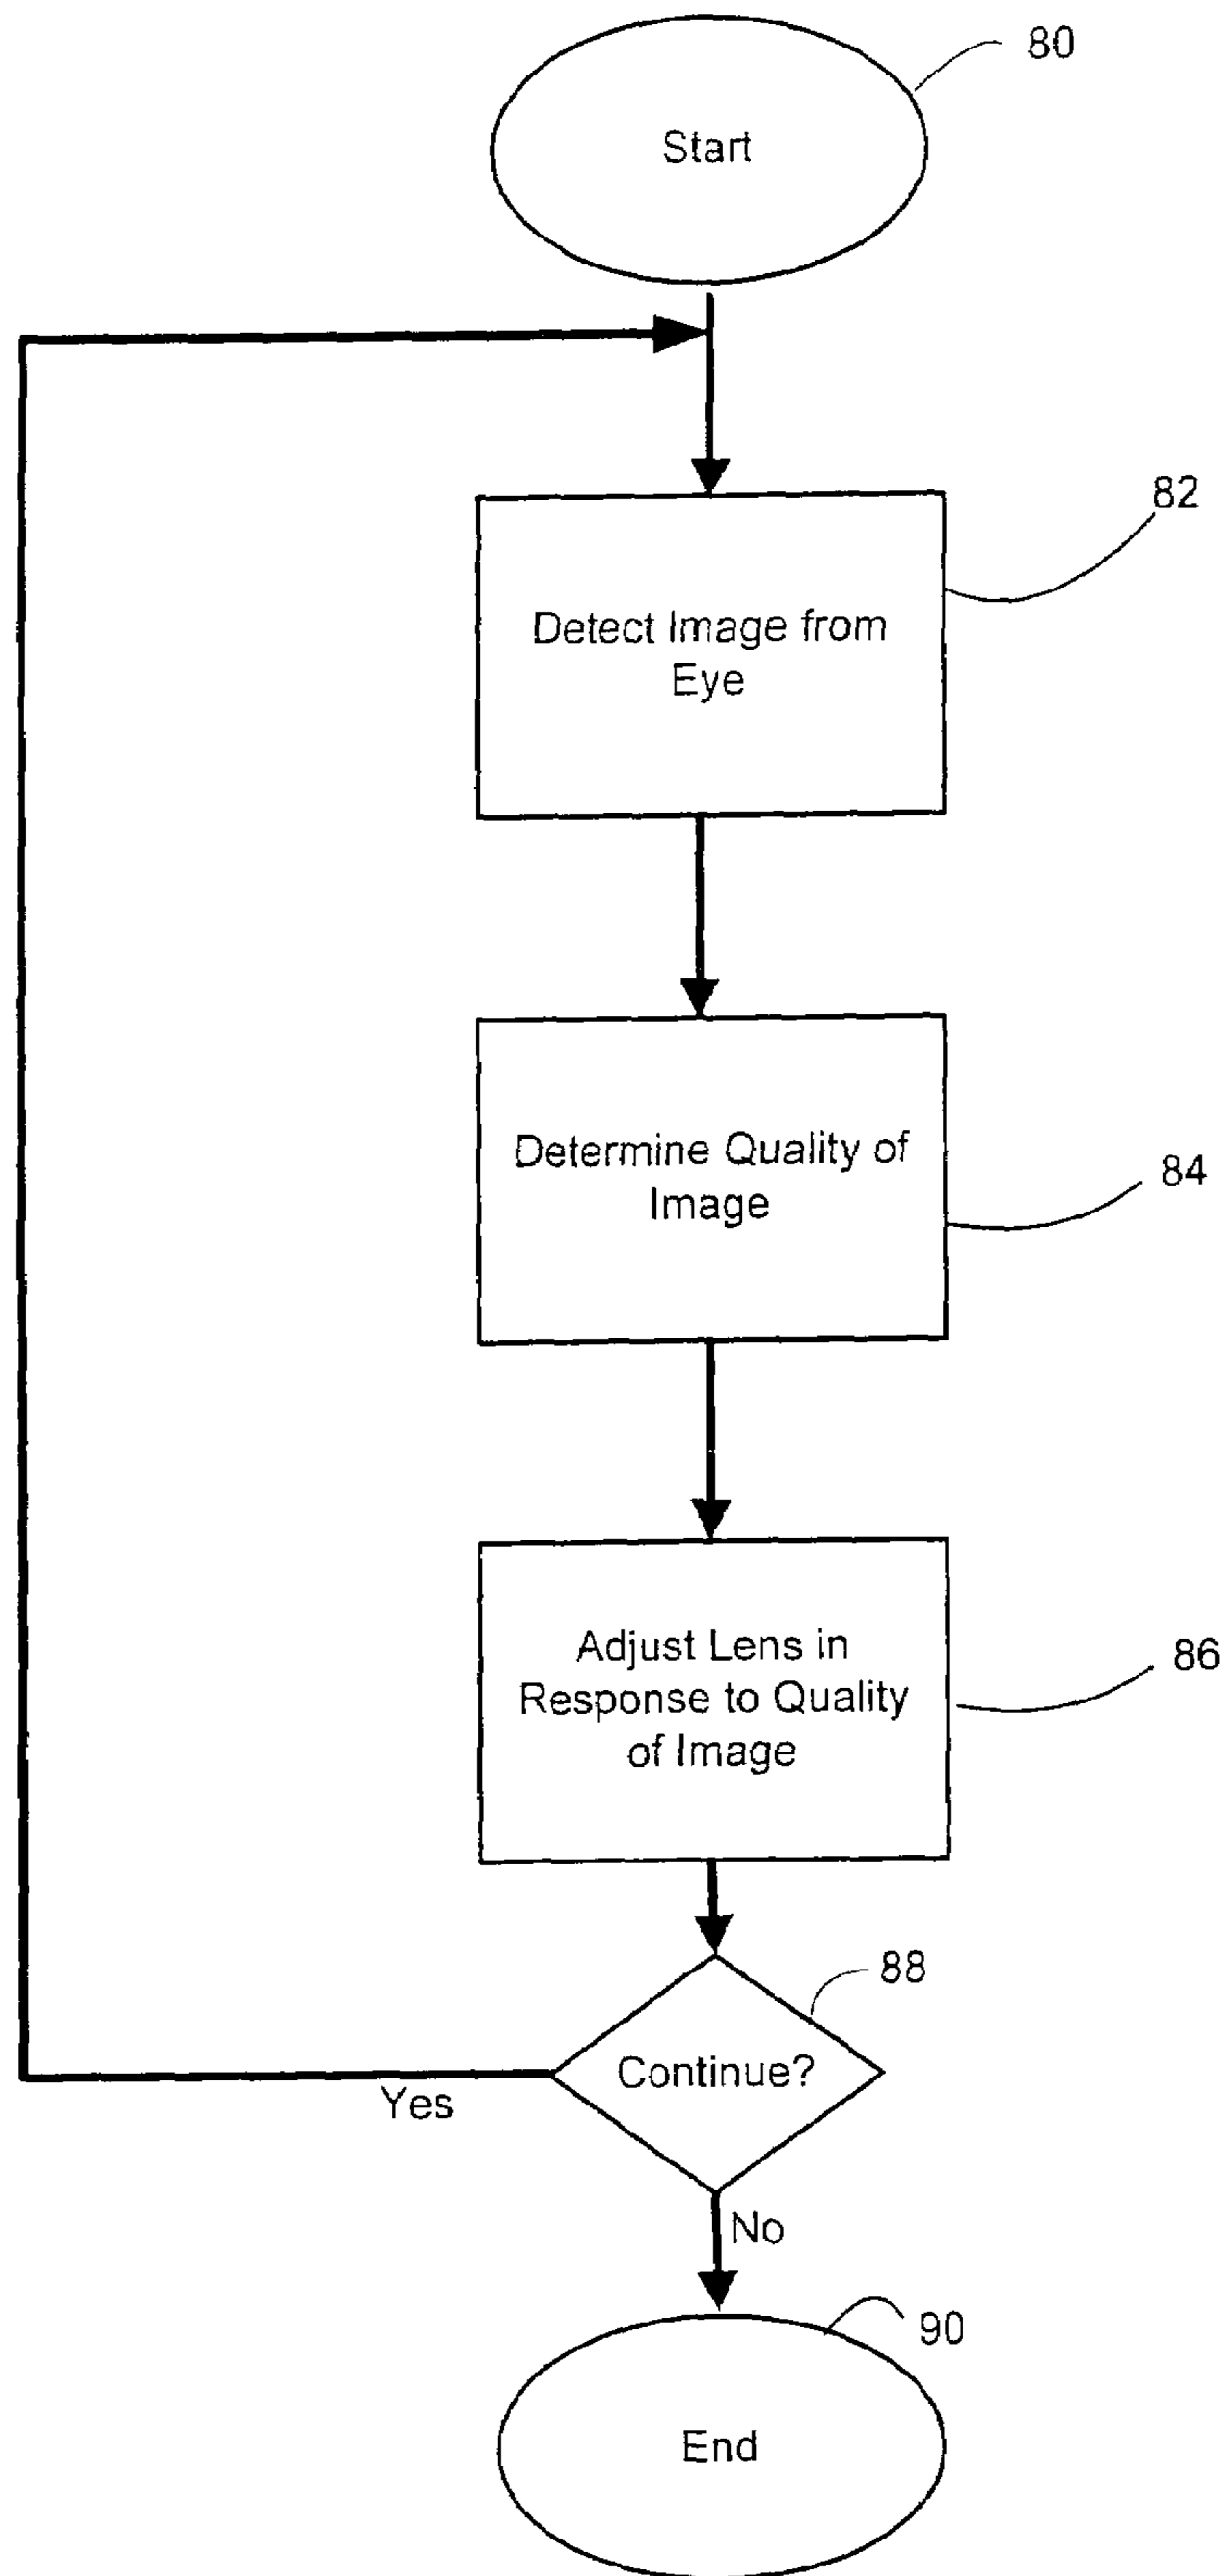 80
Start
82
Detect Image from
Eye
Determine Quality of
Image
84
Adjust Lens in
Response to Quality
of Image
86
88
Continue?
Yes
No
90
End